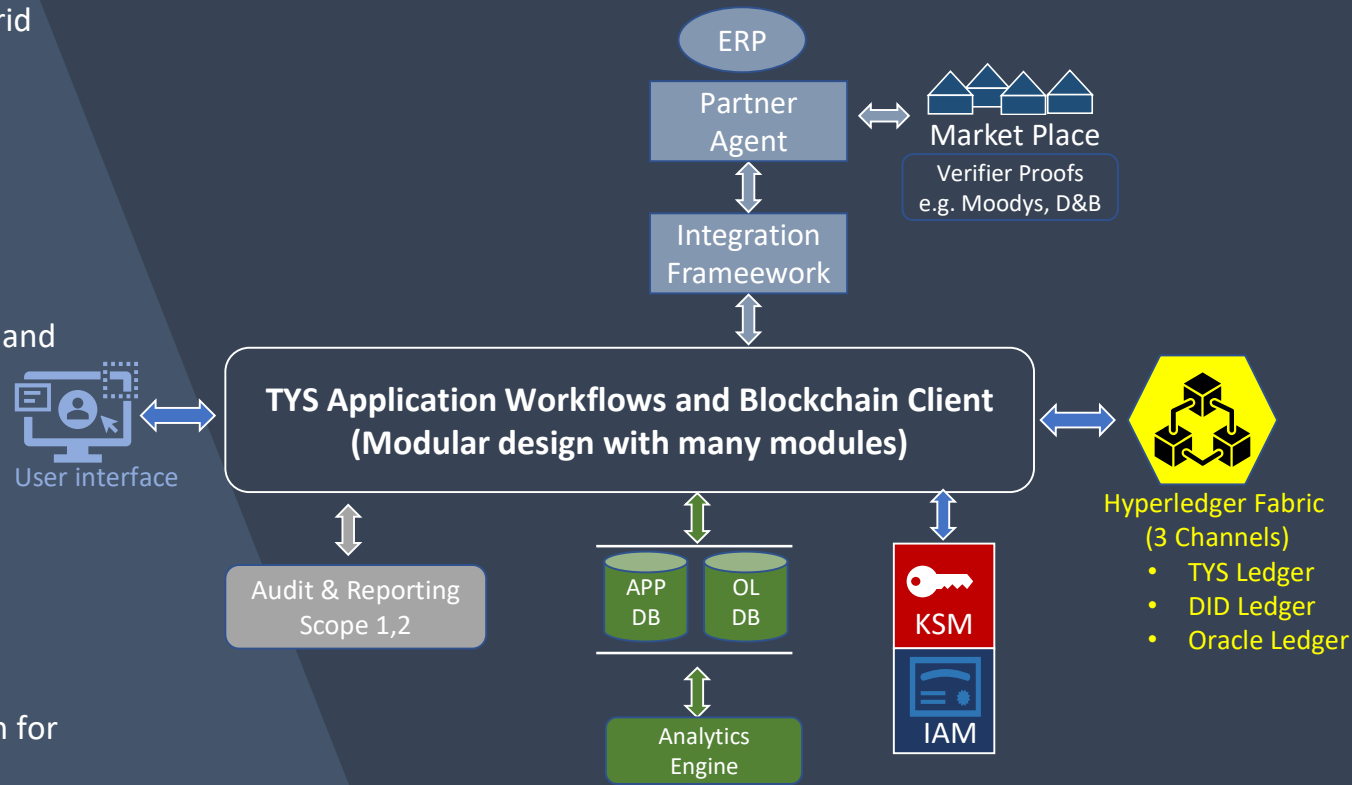 rid
ERP
Partner
Agent
Market Place
Verifier Proofs
e.g. Moodys, D&B
Integration
Frameework
and
User interface
TYS Application Workflows and Blockchain Client
(Modular design with many modules)
Hyperledger Fabric
(3 Channels)
• TYS Ledger
• DID Ledger
• Oracle Ledger
Audit & Reporting
Scope 1,2
APP
DB
OL
DB
KSM
IAM
n for
Analytics
Engine